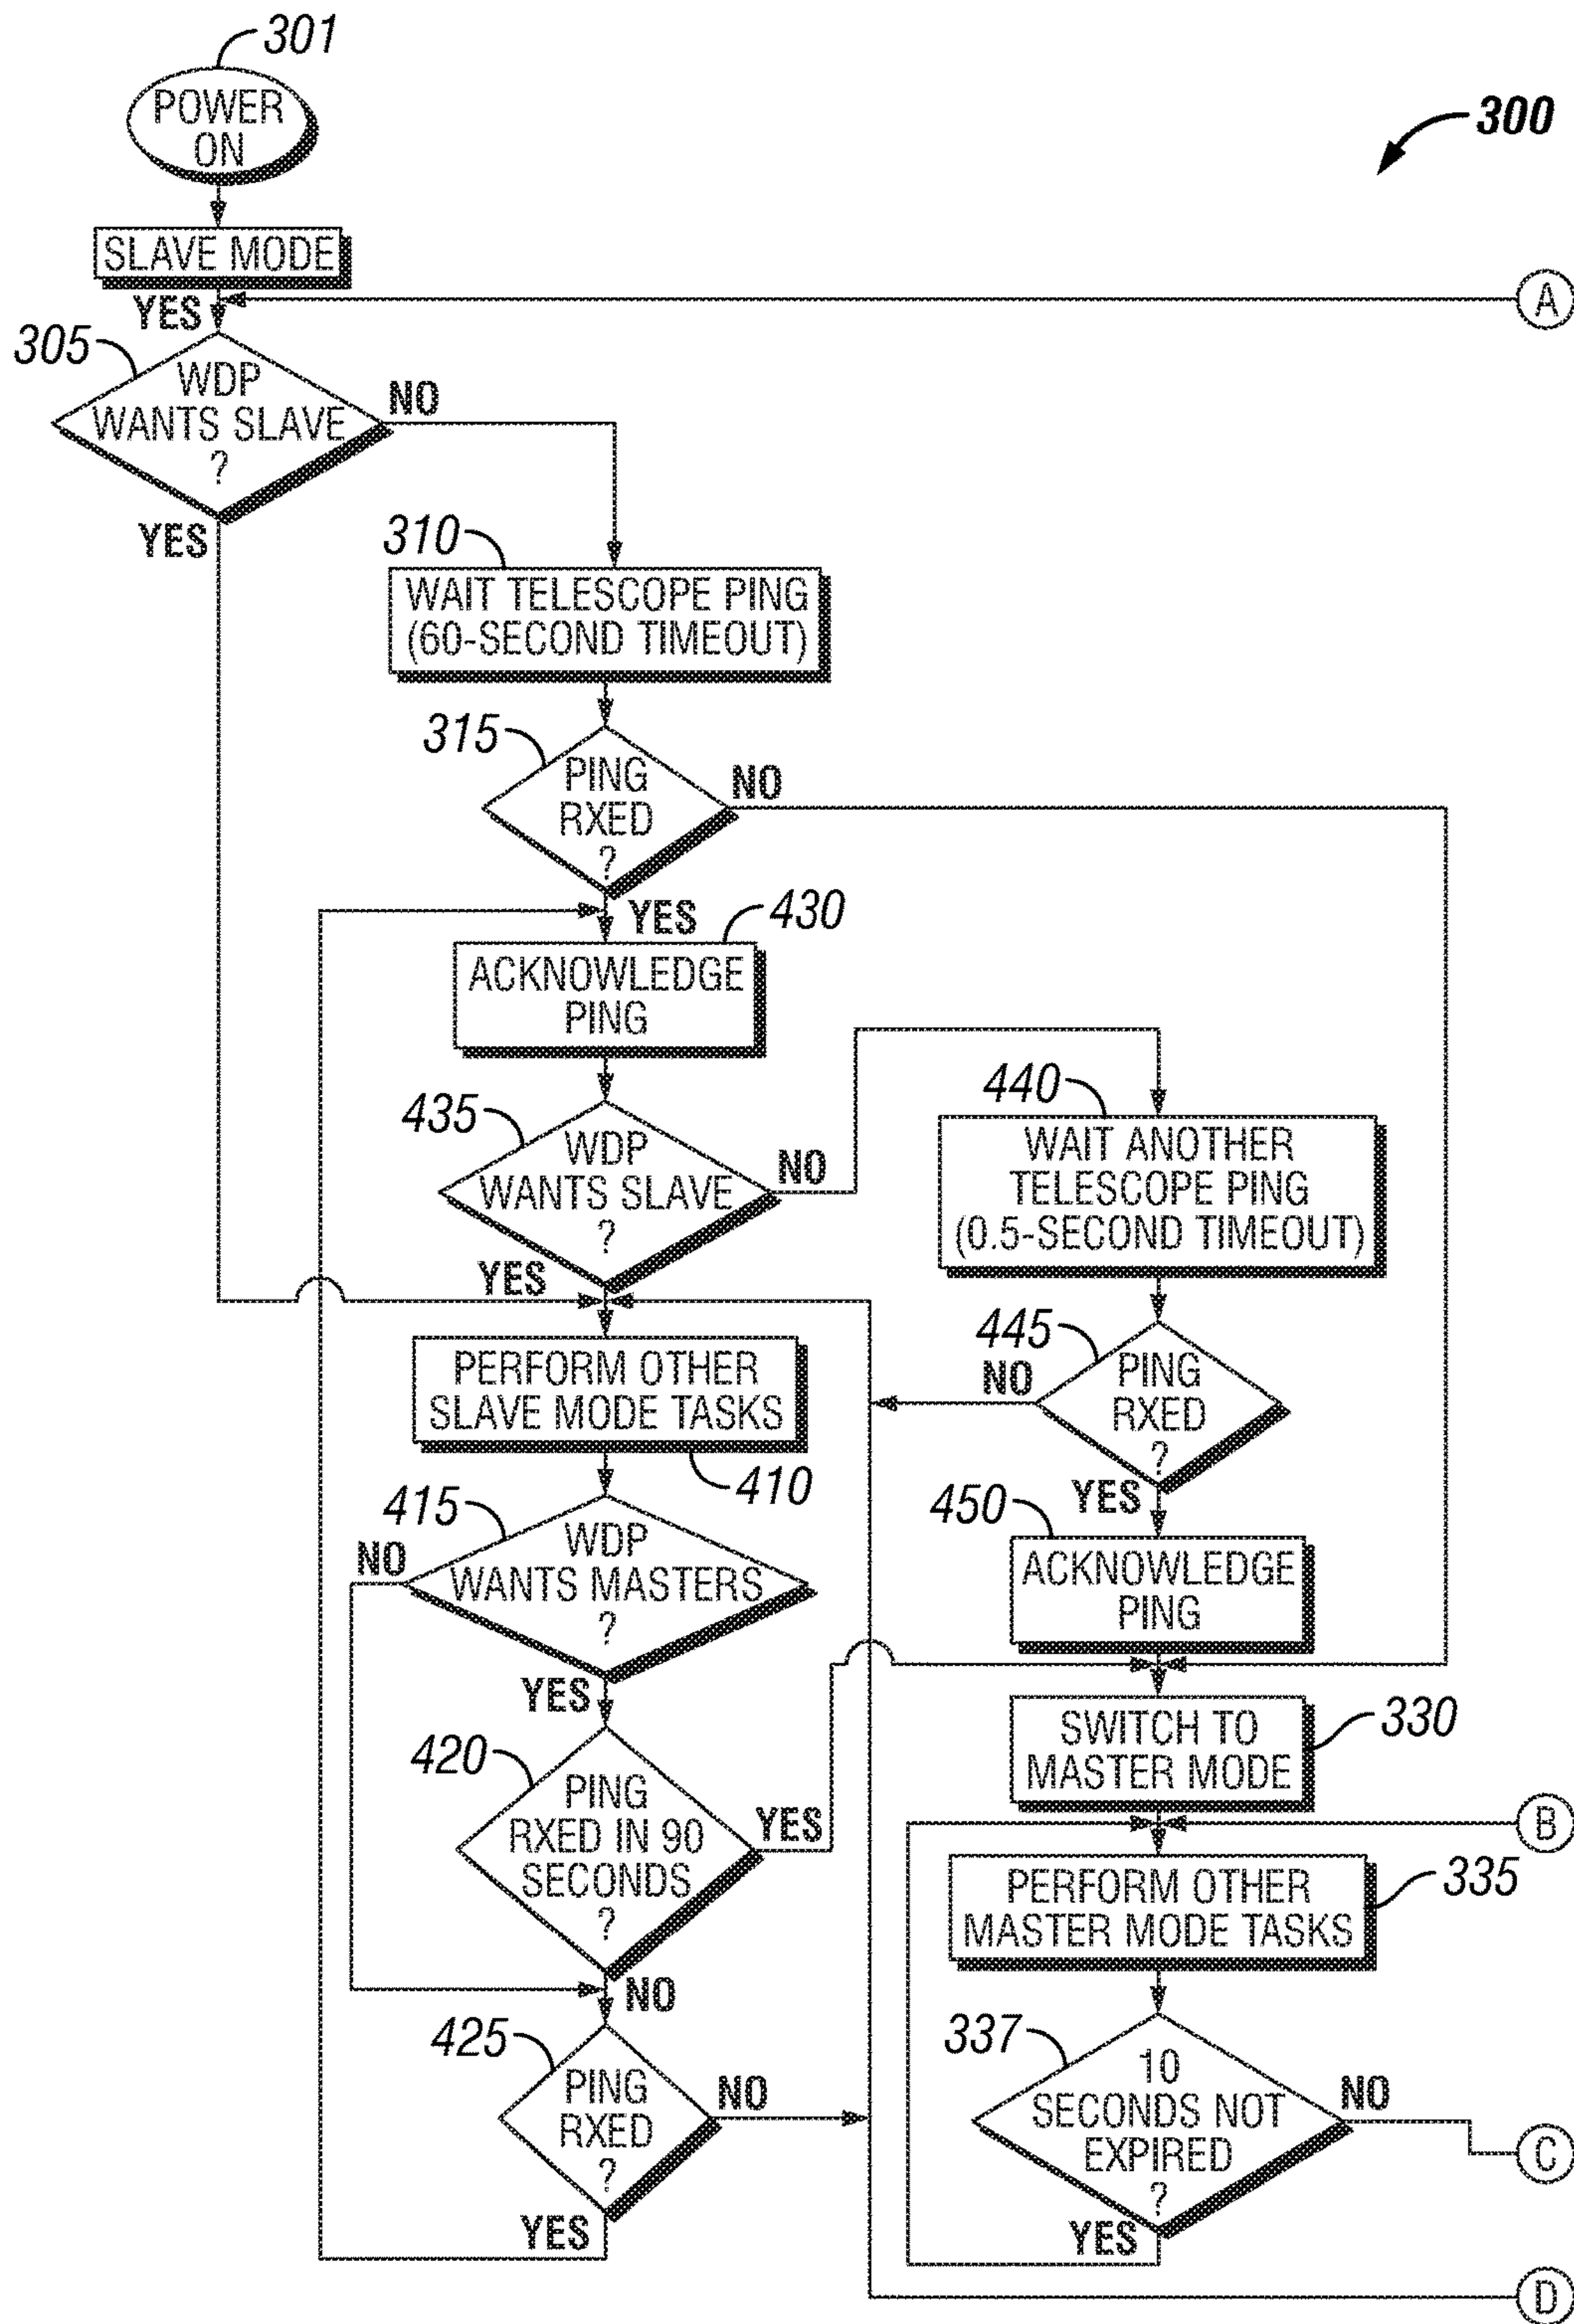 301
POWER
ON
300
SLAVE MODE
YES
A
305
WDP
WANTS SLAVE
?
NO
YES
310
WAIT TELESCOPE PING
(60-SECOND TIMEOUT)
315
PING
RXED
?
NO
YES
430
ACKNOWLEDGE
PING
435
WDP
WANTS SLAVE
?
NO
YES
440
WAIT ANOTHER
TELESCOPE PING
(0.5-SECOND TIMEOUT)
445
PING
RXED
?
NO
YES
PERFORM OTHER
SLAVE MODE TASKS
410
415
WDP
WANTS MASTERS
?
NO
YES
450
ACKNOWLEDGE
PING
420
PING
RXED IN 90
SECONDS
?
YES
NO
SWITCH TO
MASTER MODE
330
B
PERFORM OTHER
MASTER MODE TASKS
335
425
PING
RXED
?
NO
YES
337
10
SECONDS NOT
EXPIRED
?
NO
YES
C
D